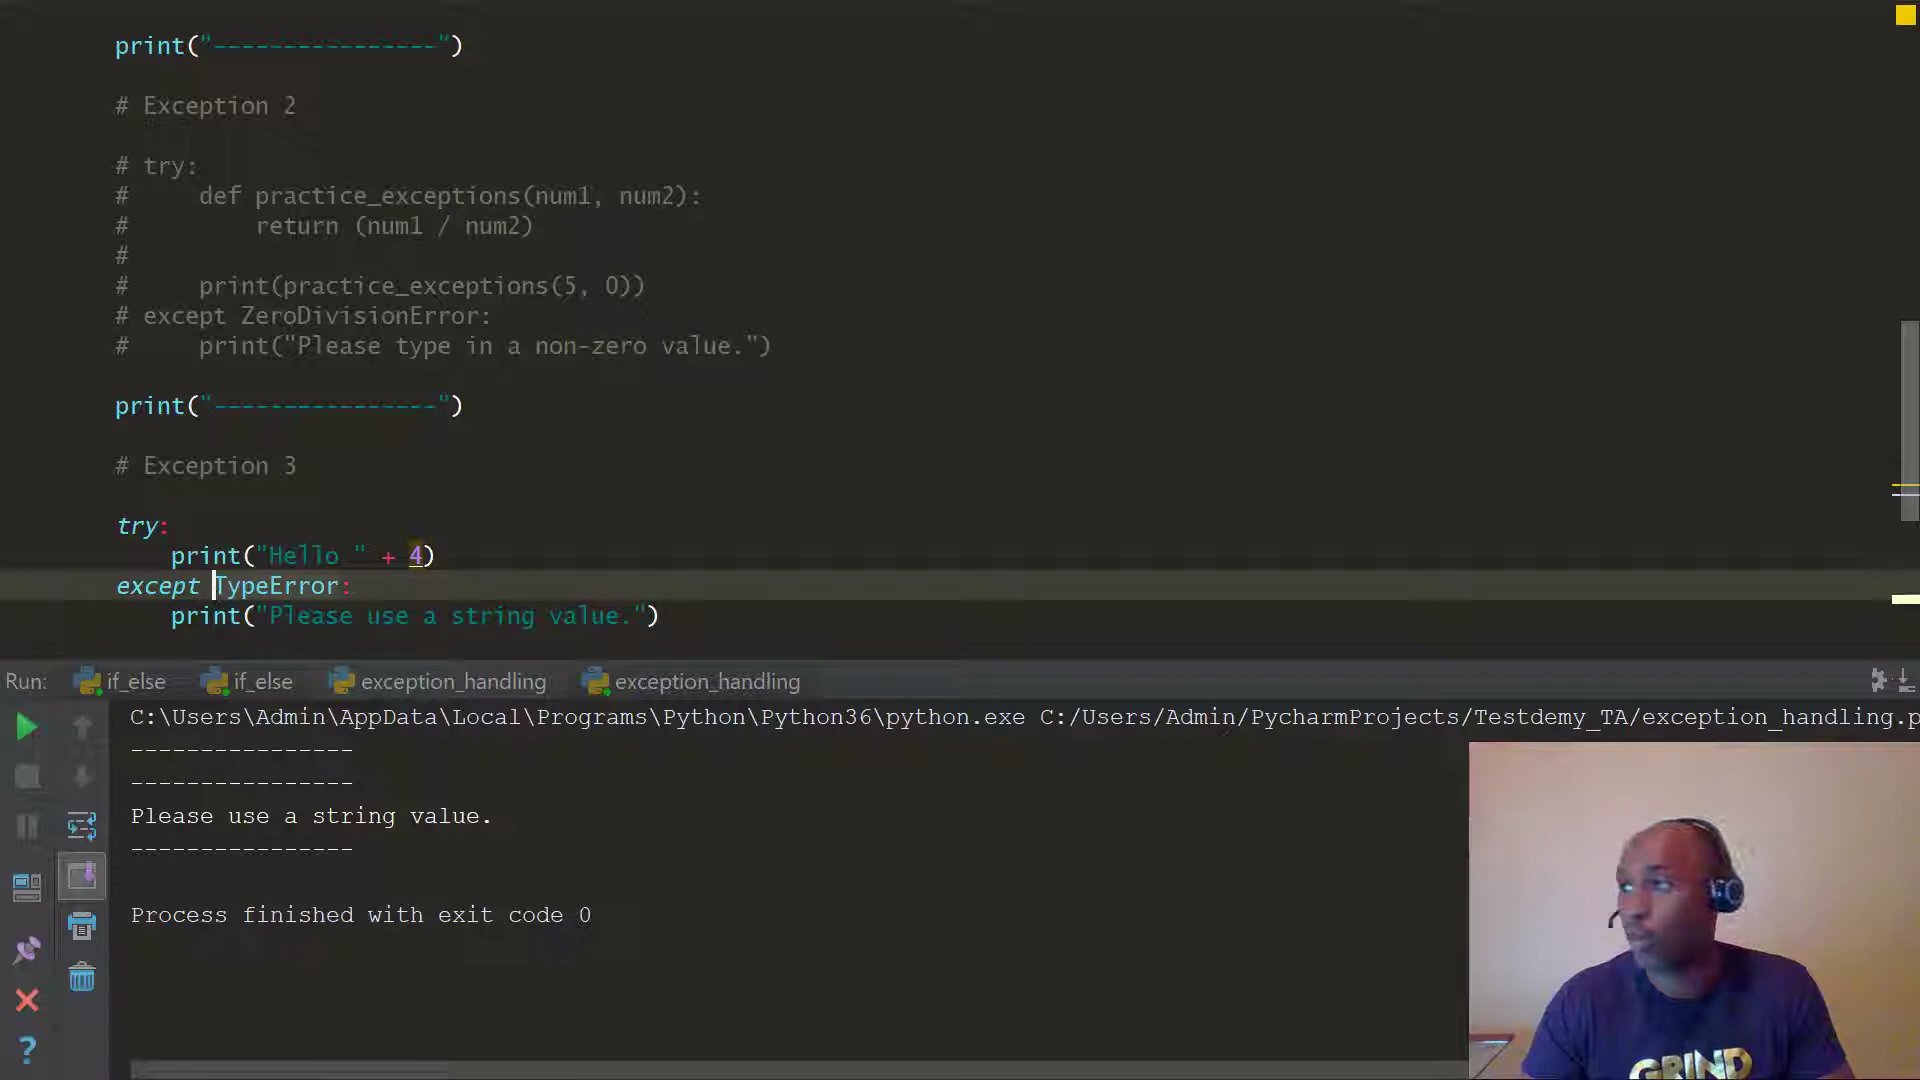 print("----------------")
# Exception 2
# try:
#     def practice_exceptions(num1, num2):
#         return (num1 / num2)
#
#     print(practice_exceptions(5, 0))
# except ZeroDivisionError:
#     print("Please type in a non-zero value.")
print("----------------")
# Exception 3
try:
    print("Hello " + 4)
except TypeError:
    print("Please use a string value.")
Run: if_else if_else exception_handling exception_handling
C:\Users\Admin\AppData\Local\Programs\Python\Python36\python.exe C:/Users/Admin/PycharmProjects/Testdemy_TA/exception_handling.p
----------------
----------------
Please use a string value.
----------------
Process finished with exit code 0
GRIND